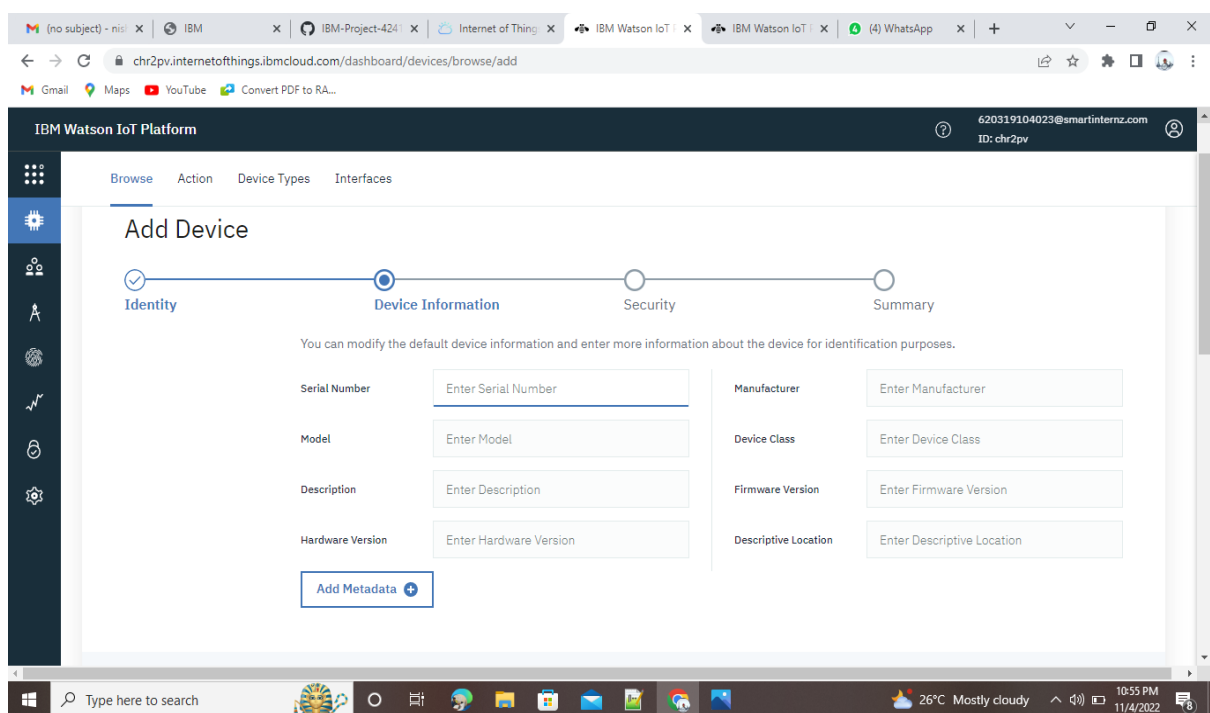 (no subject) - nis
IBM
IBM-Project-4241
Internet of Thing
IBM Watson IoT
IBM Watson IoT
(4) WhatsApp
chr2pv.internetofthings.ibmcloud.com/dashboard/devices/browse/add
Gmail Maps YouTube Convert PDF to RA...
IBM Watson IoT Platform
620319104023@smartinternz.com
ID: chr2pv
Browse Action Device Types Interfaces
Add Device
Identity Device Information Security Summary
You can modify the default device information and enter more information about the device for identification purposes.
Serial Number Enter Serial Number Manufacturer Enter Manufacturer
Model Enter Model Device Class Enter Device Class
Description Enter Description Firmware Version Enter Firmware Version
Hardware Version Enter Hardware Version Descriptive Location Enter Descriptive Location
Add Metadata
Type here to search
26°C Mostly cloudy
10:55 PM
11/4/2022
8